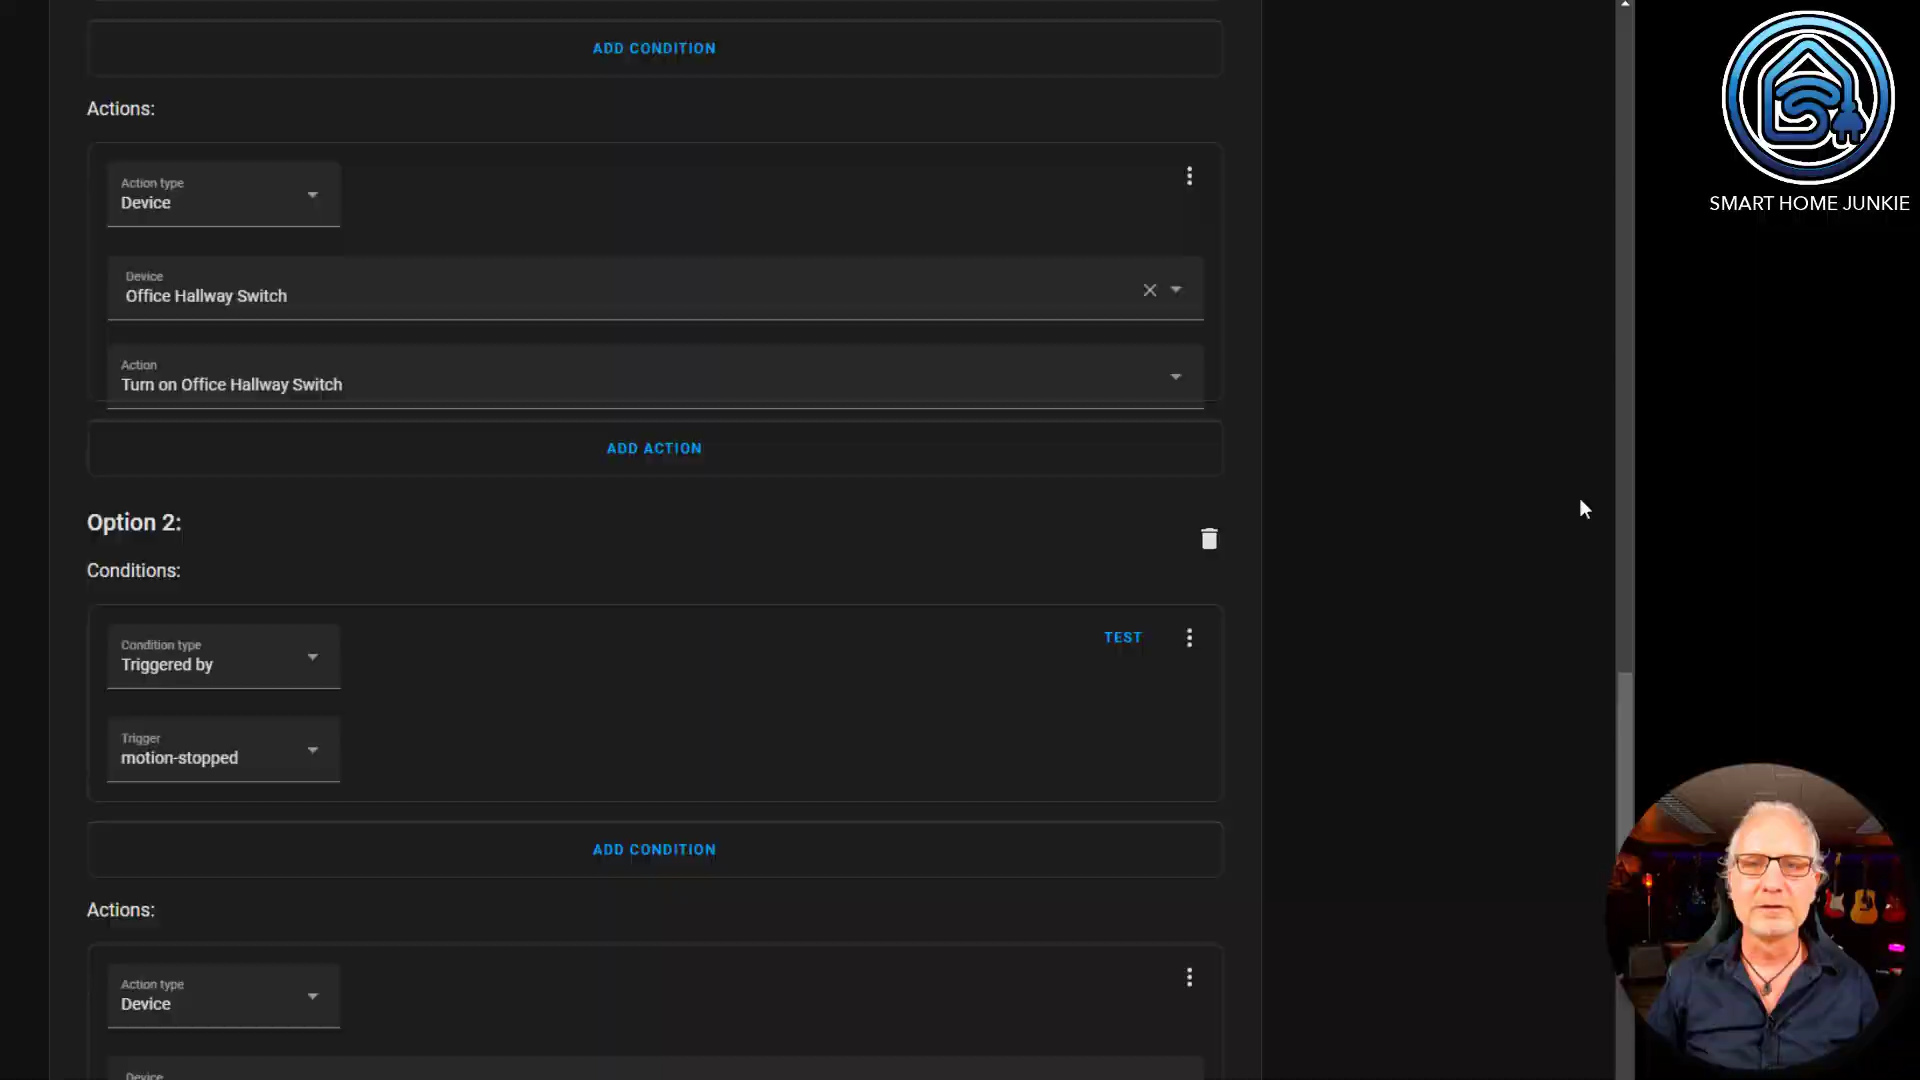 ADD CONDITION
SMART HOME JUNKIE
Actions:
Action type
Device
Device
Office Hallway Switch
Action
Turn on Office Hallway Switch
ADD ACTION
Option 2:
Conditions:
Condition type
Triggered by
TEST
Trigger
motion-stopped
ADD CONDITION
Actions:
Action type
Device
Device